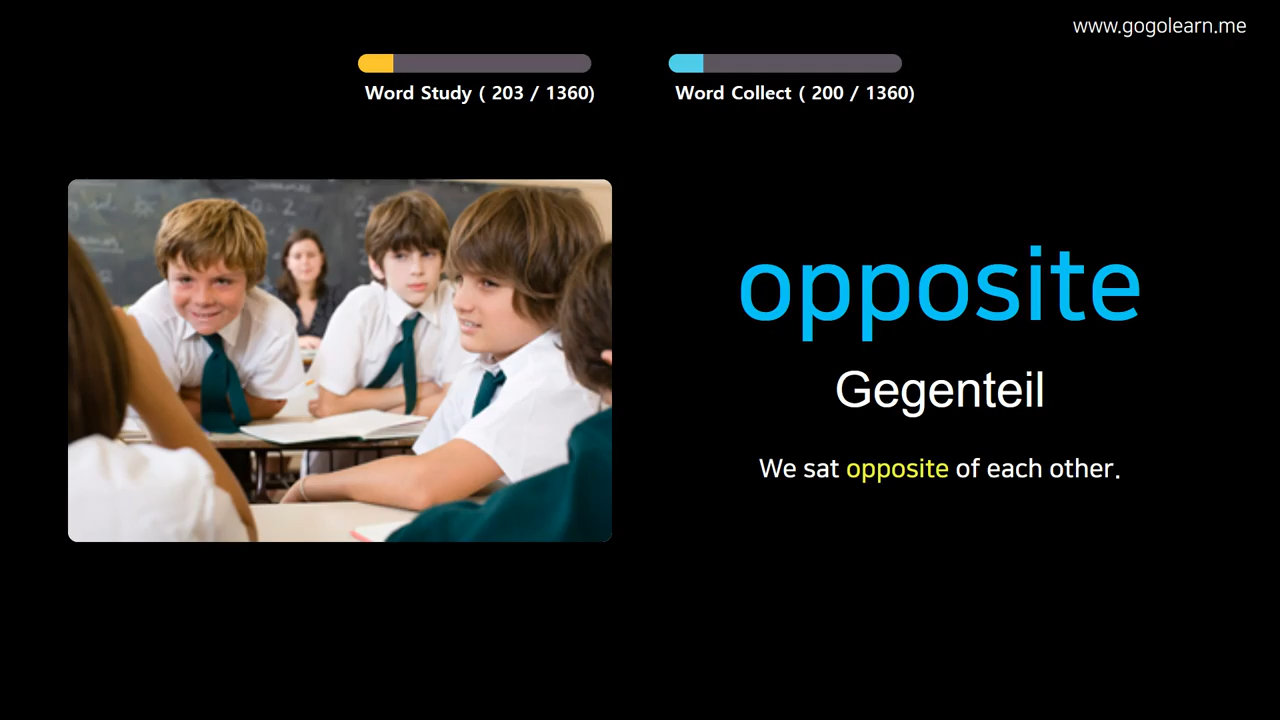 www.gogolearn.me
Word Study ( 203 / 1360)
Word Collect ( 200 / 1360)
opposite
Gegenteil
We sat opposite of each other.